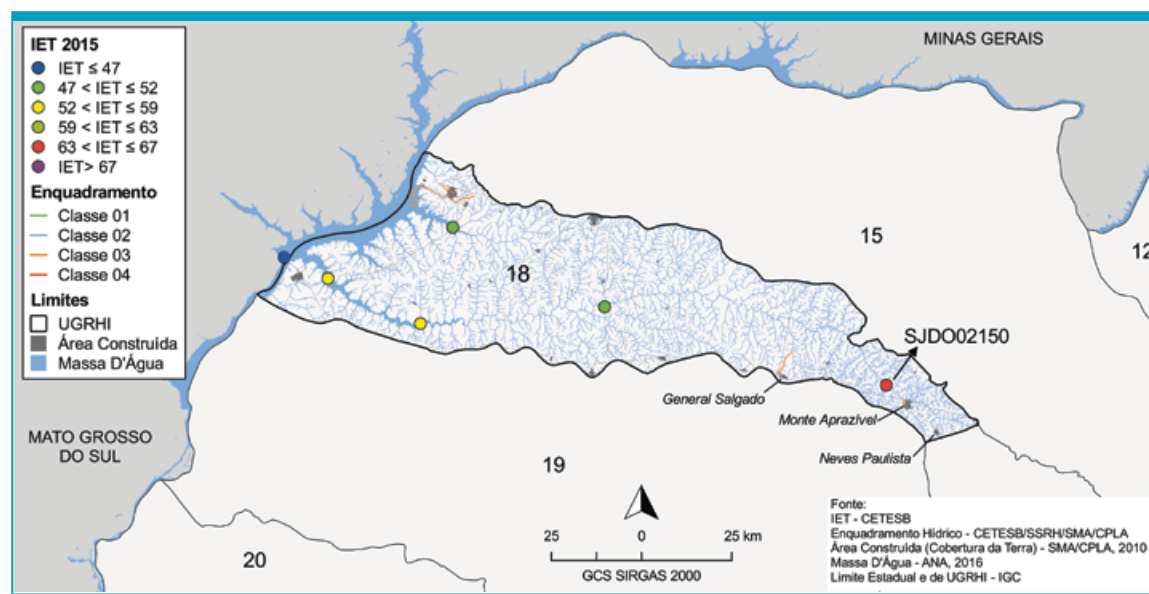 IET 2015
IET ≤ 47
47 < IET ≤ 52
52 < IET ≤ 59
59 < IET ≤ 63
63 < IET ≤ 67
IET> 67
Enquadramento
Classe 01
Classe 02
Classe 03
Classe 04
Limites
UGRHI
Área Construída
Massa D'Água
MINAS GERAIS
15
12
18
SJDO02150
General Salgado
Monte Aprazível
Neves Paulista
MATO GROSSO
DO SUL
19
20
25 0 25 km
GCS SIRGAS 2000
Fonte:
IET - CETESB
Enquadramento Hídrico - CETESB/SSRH/SMA/CPLA
Área Construída (Cobertura da Terra) - SMA/CPLA, 2010
Massa D'Água - ANA, 2016
Limite Estadual e de UGRHI - IGC